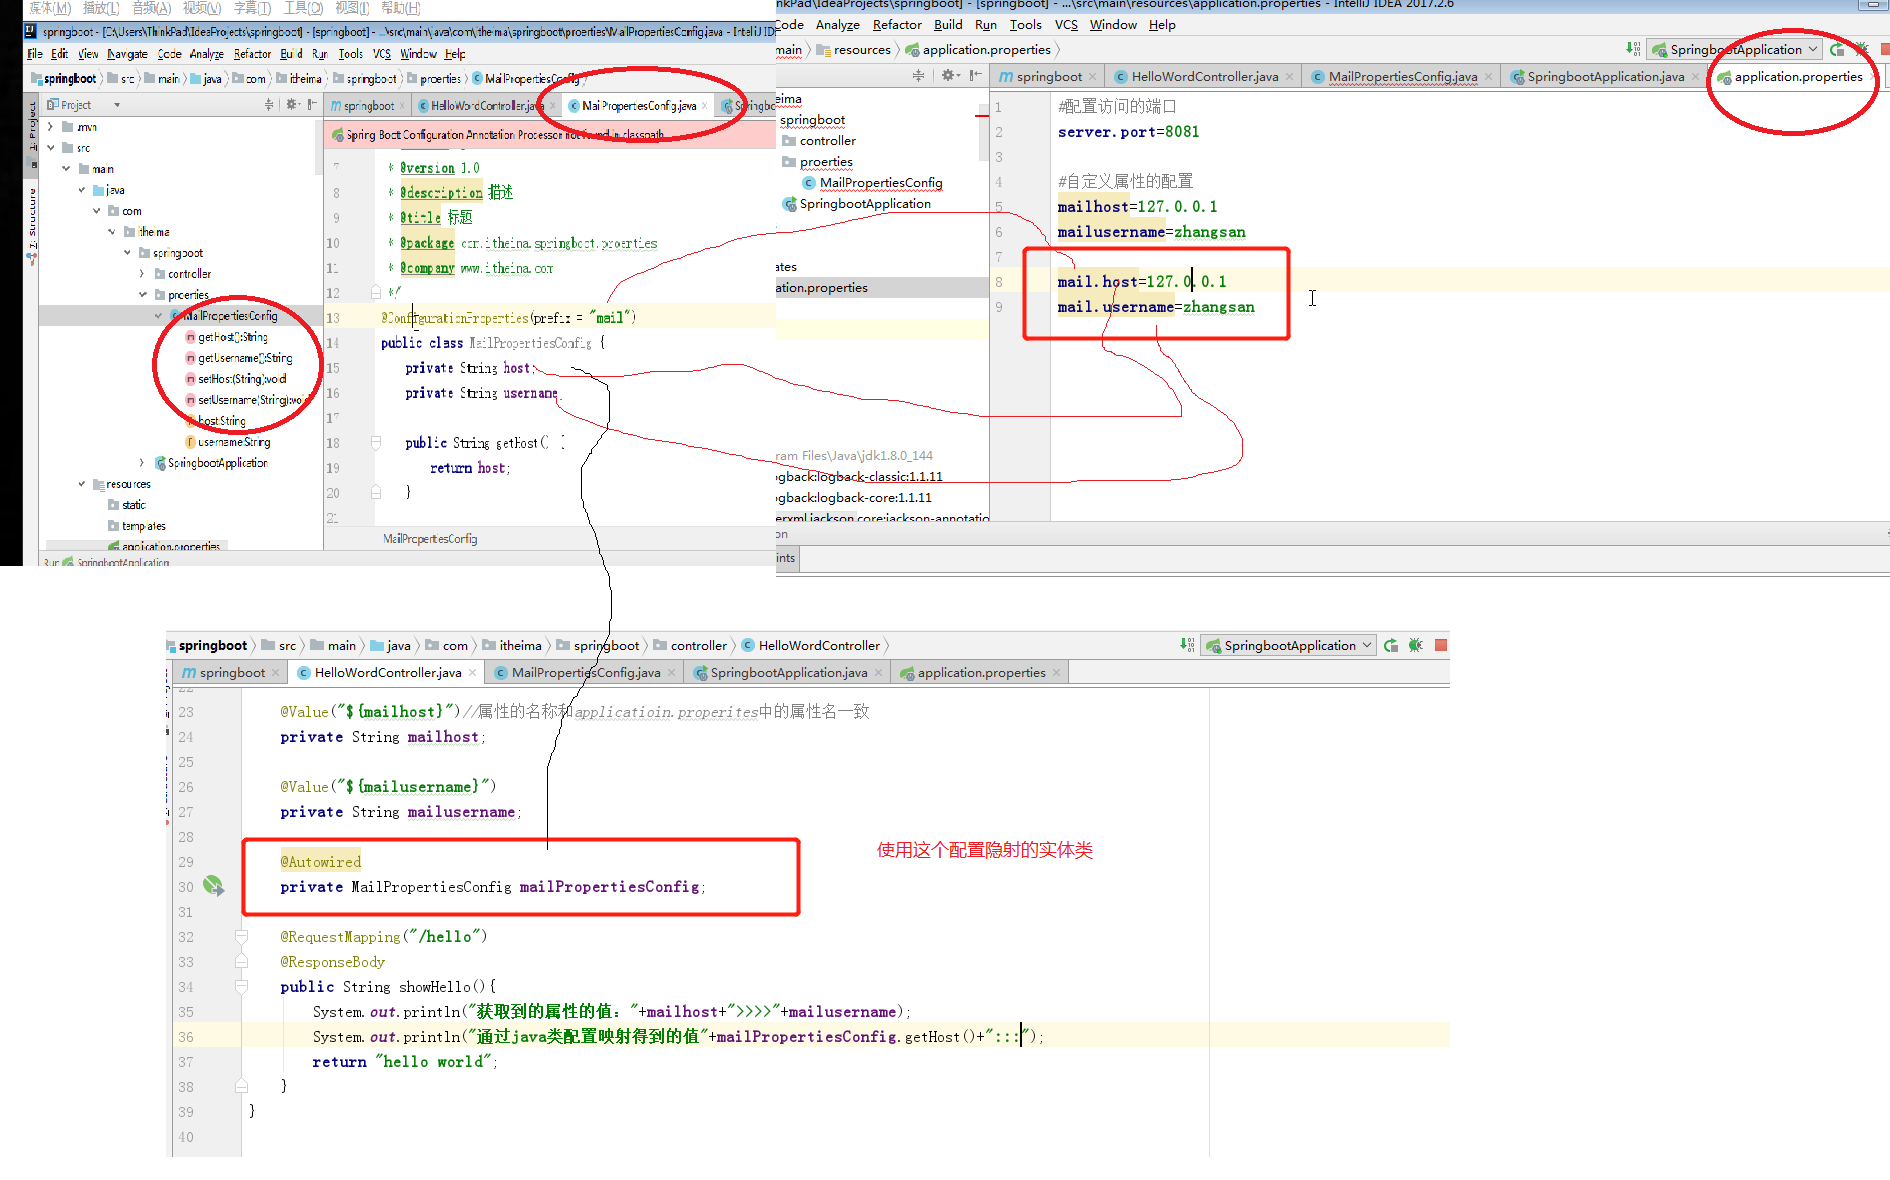 媒体(M) 播放(L) 音频(A) 视频(V) 字幕(T) 工具(D) 视图(I) 帮助(H)
springboot - [C:\Users\ThinkPad\IdeaProjects\springboot] - [springboot] - ...\src\main\java\com\itheima\springboot\proerties\MailPropertiesConfig.java - IntelliJ IDEA
File Edit View Navigate Code Analyze Refactor Build Run Tools VCS Window Help
springboot src main java com itheima springboot proerties MailPropertiesConfig
Project
springboot HelloWordController.java MailPropertiesConfig.java Springbo
Spring Boot Configuration Annotation Processor not found in classpath
.mvn
src
main
java
com
itheima
springboot
controller
proerties
MailPropertiesConfig
getHost():String
getUsername():String
setHost(String):void
setUsername(String):void
host:String
username:String
SpringbootApplication
resources
static
templates
application.properties
Run SpringbootApplication
7 * @version 1.0
8 * @description 描述
9 * @title 标题
10 * @package com.itheima.springboot.proerties
11 * @company www.itheima.com
12 */
13 @ConfigurationProperties(prefix = "mail")
14 public class MailPropertiesConfig {
15 private String host;
16 private String username;
17
18 public String getHost() {
19 return host;
20 }
21
MailPropertiesConfig
nkPad\IdeaProjects\springboot] - [springboot] - ...\src\main\resources\application.properties - IntelliJ IDEA 2017.2.6
Code Analyze Refactor Build Run Tools VCS Window Help
main resources application.properties SpringbootApplication
springboot HelloWordController.java MailPropertiesConfig.java SpringbootApplication.java application.properties
eima
springboot
controller
proerties
MailPropertiesConfig
SpringbootApplication
ates
ation.properties
ram Files\Java\jdk1.8.0_144
ogback:logback-classic:1.1.11
ogback:logback-core:1.1.11
erxml.jackson.core:jackson-annotatio
on
ints
1 #配置访问的端口
2 server.port=8081
3
4 #自定义属性的配置
5 mailhost=127.0.0.1
6 mailusername=zhangsan
7
8 mail.host=127.0.0.1
9 mail.username=zhangsan
springboot src main java com itheima springboot controller HelloWordController SpringbootApplication
springboot HelloWordController.java MailPropertiesConfig.java SpringbootApplication.java application.properties
22
23 @Value("${mailhost}")//属性的名称和applicatioin.properites中的属性名一致
24 private String mailhost;
25
26 @Value("${mailusername}")
27 private String mailusername;
28
29 @Autowired
30 private MailPropertiesConfig mailPropertiesConfig;
31
32 @RequestMapping("/hello")
33 @ResponseBody
34 public String showHello(){
35 System.out.println("获取到的属性的值："+mailhost+">>>>"+mailusername);
36 System.out.println("通过java类配置映射得到的值"+mailPropertiesConfig.getHost()+":::");
37 return "hello world";
38 }
39 }
40
使用这个配置隐射的实体类